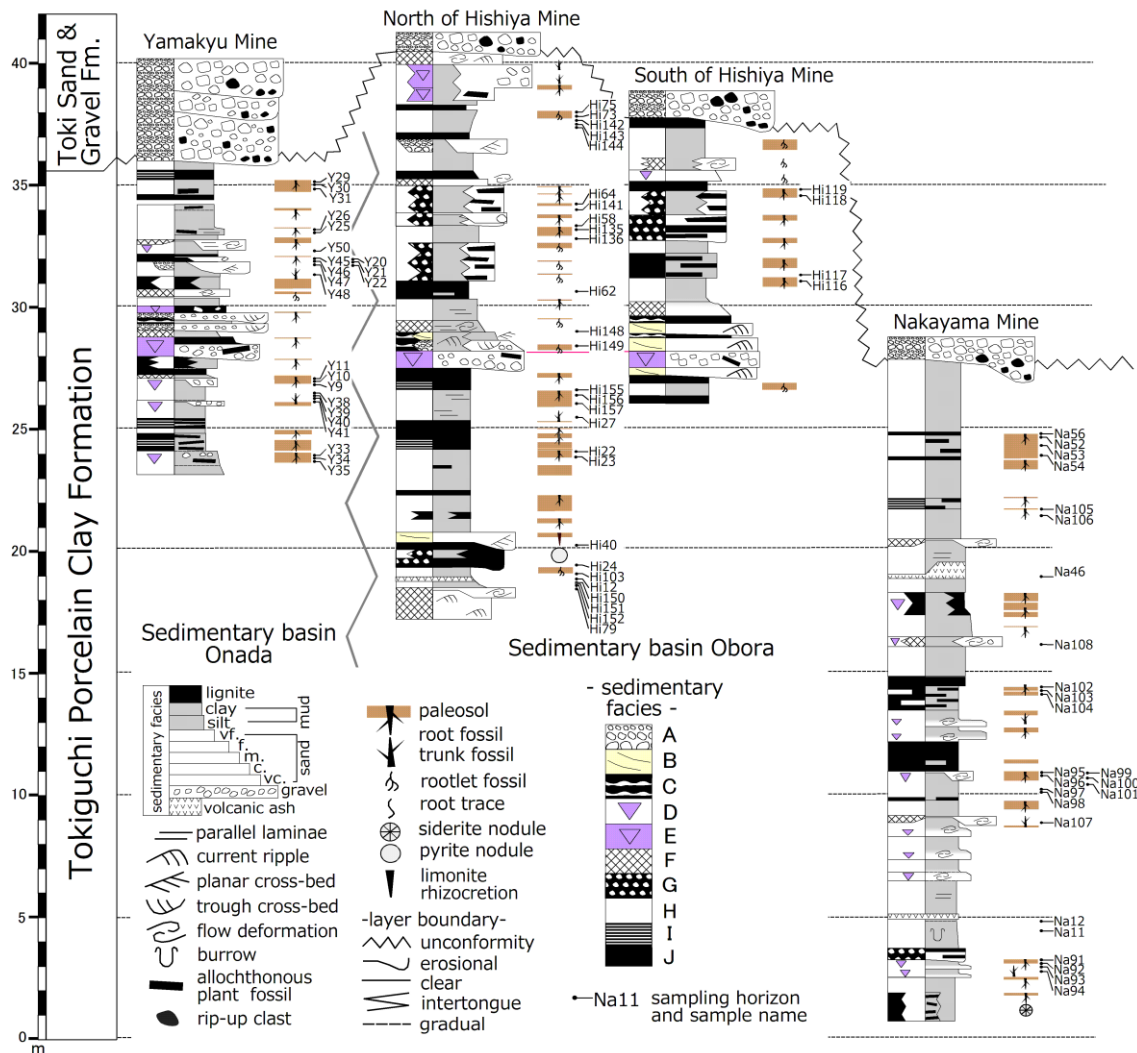 Toki Sand &
Gravel Fm.
Tokiguchi Porcelain Clay Formation
40
35
30
25
20
15
10
5
0
m
Yamakyu Mine
Y29
Y30
Y31
Y26
Y25
Y50
Y45
Y46
Y47
Y48
Y20
Y21
Y22
Y11
Y10
Y9
Y38
Y39
Y40
Y41
Y33
Y34
Y35
North of Hishiya Mine
Hi75
Hi73
Hi142
Hi143
Hi144
Hi64
Hi141
Hi58
Hi135
Hi136
Hi62
Hi148
Hi149
Hi155
Hi156
Hi157
Hi27
Hi22
Hi23
Hi40
Hi24
Hi103
Hi12
Hi150
Hi151
Hi152
Hi79
South of Hishiya Mine
Hi119
Hi118
Hi117
Hi116
Nakayama Mine
Na56
Na52
Na53
Na54
Na105
Na106
Na46
Na108
Na102
Na103
Na104
Na95
Na96
Na97
Na98
Na99
Na100
Na101
Na107
Na12
Na11
Na91
Na92
Na93
Na94
Sedimentary basin
Onada
Sedimentary basin Obora
sedimentary facies
lignite
clay
silt
mud
vf.
f.
m.
c.
vc.
sand
gravel
volcanic ash
parallel laminae
current ripple
planar cross-bed
trough cross-bed
flow deformation
burrow
allochthonous
plant fossil
rip-up clast
paleosol
root fossil
trunk fossil
rootlet fossil
root trace
siderite nodule
pyrite nodule
limonite
rhizocretion
-layer boundary-
unconformity
erosional
clear
intertongue
gradual
- sedimentary
facies -
A
B
C
D
E
F
G
H
I
J
Na11 sampling horizon
and sample name